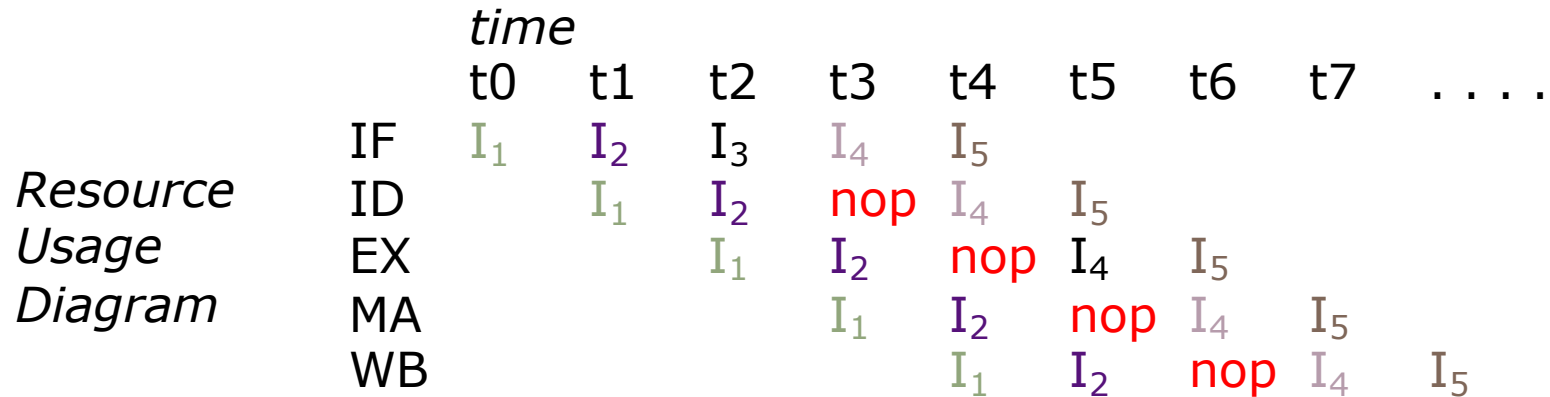 time
t0 t1 t2 t3 t4 t5 t6 t7 . . . .
IF I₁ I₂ I₃ I₄ I₅
Resource ID I₁ I₂ nop I₄ I₅
Usage EX I₁ I₂ nop I₄ I₅
Diagram MA I₁ I₂ nop I₄ I₅
WB I₁ I₂ nop I₄ I₅